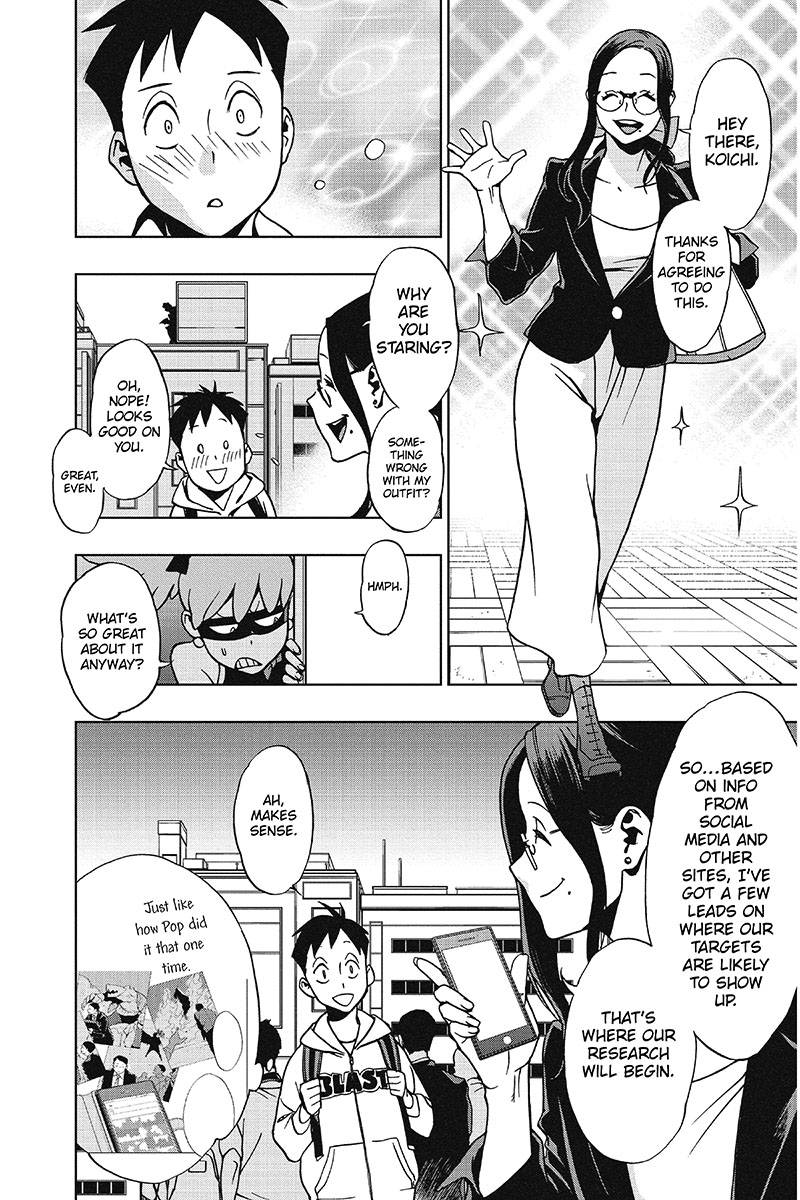 HEY
THERE,
KOICHI.
THANKS
FOR
AGREEING
TO DO
THIS.
WHY
ARE
YOU
STARING?
SOME-
THING
WRONG
WITH MY
OUTFIT?
OH,
NOPE!
LOOKS
GOOD ON
YOU.
GREAT,
EVEN.
HMPH.
WHAT'S
SO GREAT
ABOUT IT
ANYWAY?
SO...BASED
ON INFO
FROM
SOCIAL
MEDIA AND
OTHER
SITES, I'VE
GOT A FEW
LEADS ON
WHERE OUR
TARGETS
ARE LIKELY
TO SHOW
UP.
THAT'S
WHERE OUR
RESEARCH
WILL BEGIN.
AH,
MAKES
SENSE.
Just like
how Pop did
it that one
time.
BLAST